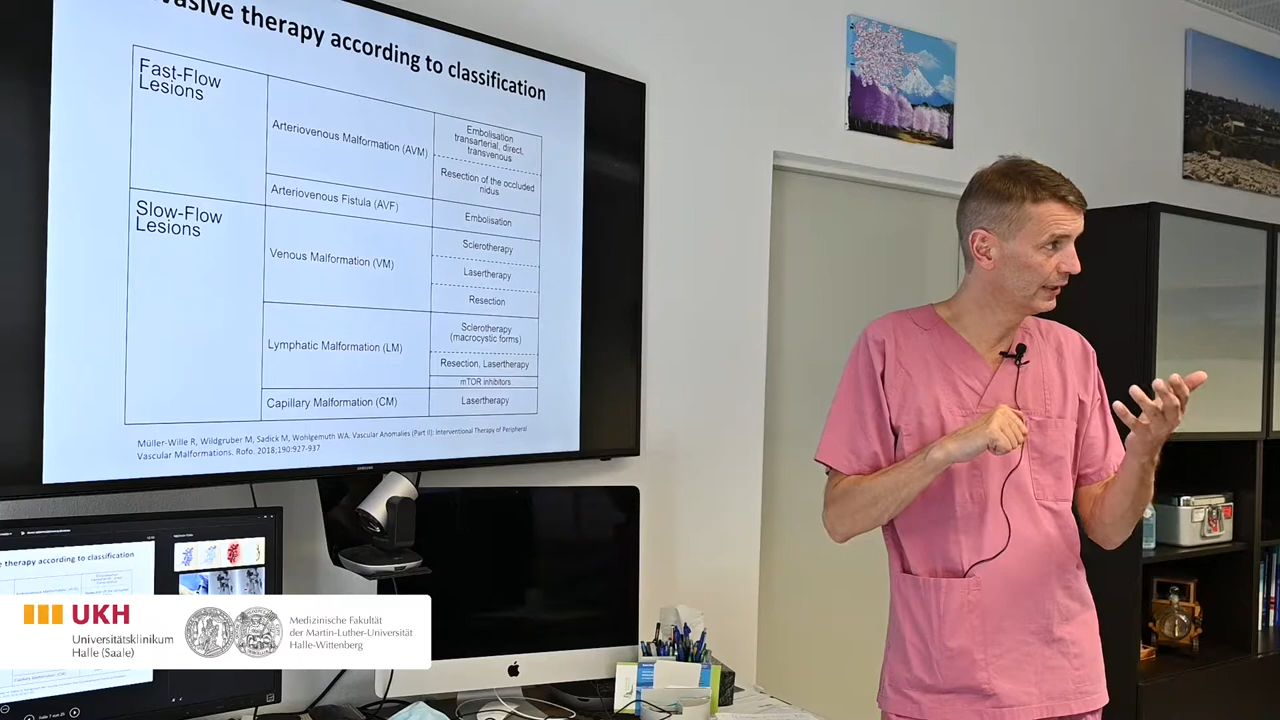 therapy according to classification
Fast-Flow
Lesions
Arteriovenous Malformation (AVM)
Embolisation
transarterial, direct,
transvenous
Resection of the occluded
nidus
Arteriovenous Fistula (AVF)
Embolisation
Slow-Flow
Lesions
Venous Malformation (VM)
Sclerotherapy
Lasertherapy
Resection
Lymphatic Malformation (LM)
Sclerotherapy
(macrocystic forms)
Resection, Lasertherapy
mTOR inhibitors
Capillary Malformation (CM)
Lasertherapy
Müller-Wille R, Wildgruber M, Sadick M, Wohlgemuth WA. Vascular Anomalies (Part II): Interventional Therapy of Peripheral
Vascular Malformations. Rofo. 2018;190:927-937
SAMSUNG
therapy according to classification
UKH
Universitätsklinikum
Halle (Saale)
Medizinische Fakultät
der Martin-Luther-Universität
Halle-Wittenberg